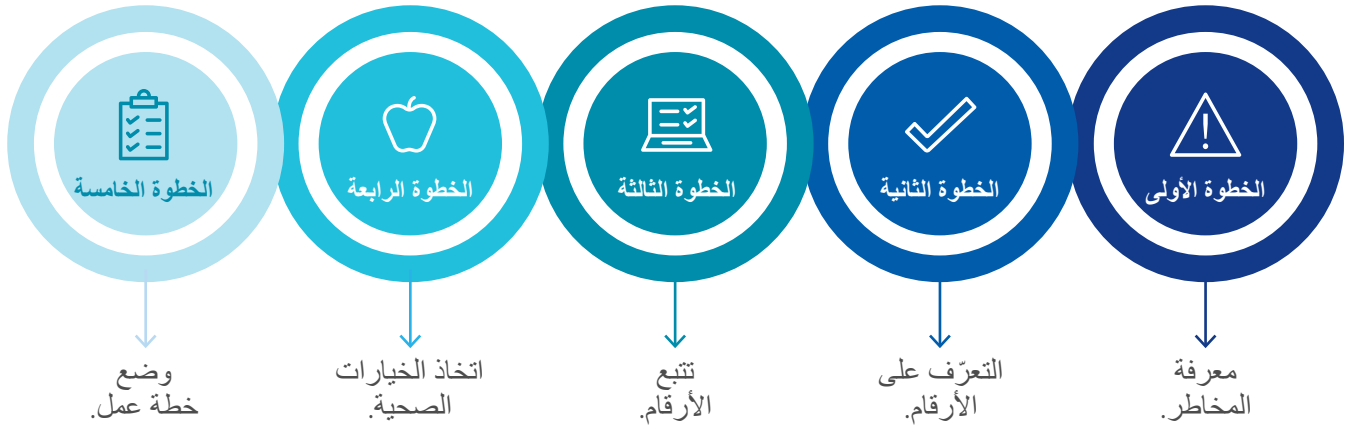 الخطوة الأولى
معرفة
المخاطر.
الخطوة الثانية
التعرّف على
الأرقام.
الخطوة الثالثة
تتبع
الأرقام.
الخطوة الرابعة
اتخاذ الخيارات
الصحية.
الخطوة الخامسة
وضع
خطة عمل.